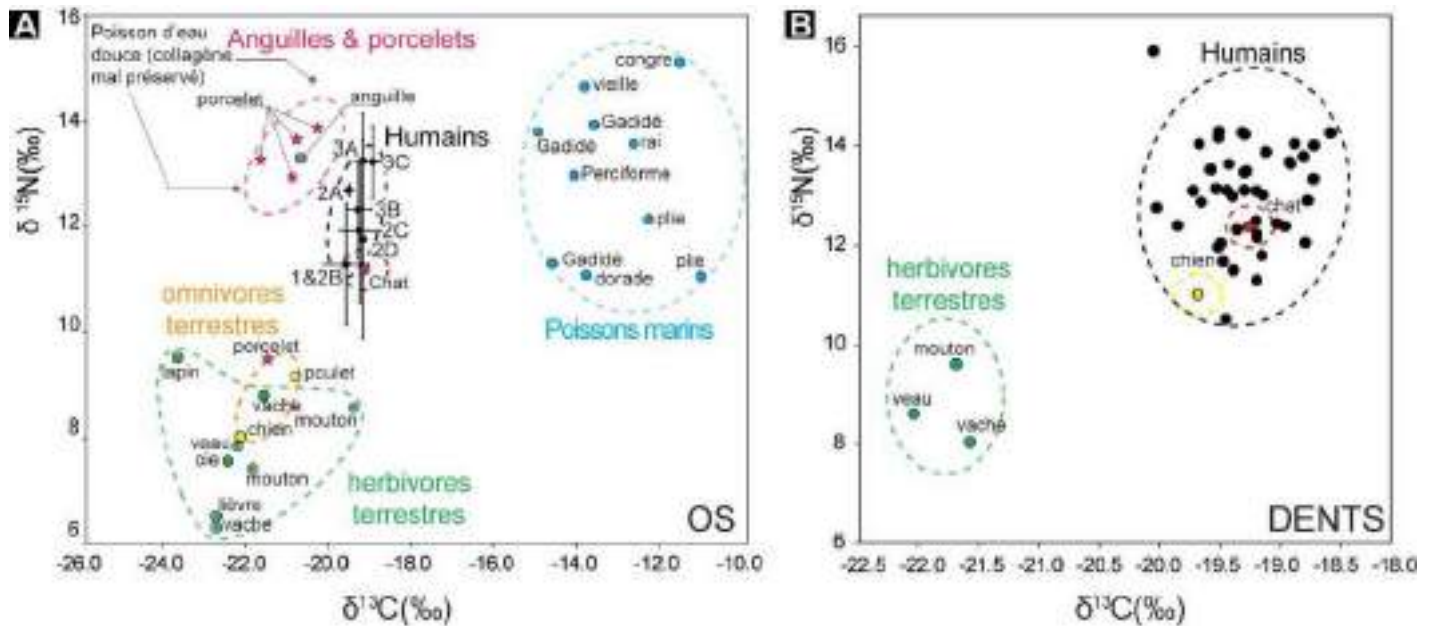 A
Poisson d'eau
douce (collagène
mal préservé)
Anguilles & porcelets
porcelet
anguille
Humains
3A
3C
2A
3B
2C
2D
1&2B
Chat
congre
vieille
Gadidé
Gadidé
rai
Perciforme
plie
Gadidé
dorade
plie
Poissons marins
omnivores
terrestres
porcelet
lapin
poulet
vache
mouton
chien
veau
oie
mouton
lièvre
vache
herbivores
terrestres
OS
16
14
12
10
8
6
δ ¹⁵N(‰)
-26.0 -24.0 -22.0 -20.0 -18.0 -16.0 -14.0 -12.0 -10.0
δ¹³C(‰)
B
Humains
chat
chien
herbivores
terrestres
mouton
veau
vache
DENTS
16
14
12
10
8
6
δ¹⁵N(‰)
-22.5 -22.0 -21.5 -21.0 -20.5 -20.0 -19.5 -19.0 -18.5 -18.0
δ¹³C(‰)